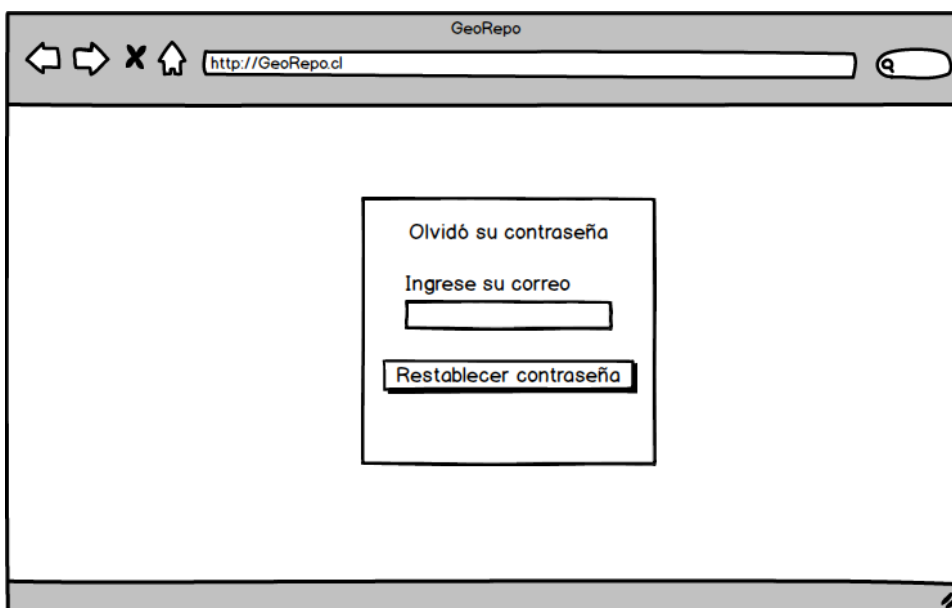 GeoRepo
http://GeoRepo.cl
Olvidó su contraseña
Ingrese su correo
Restablecer contraseña